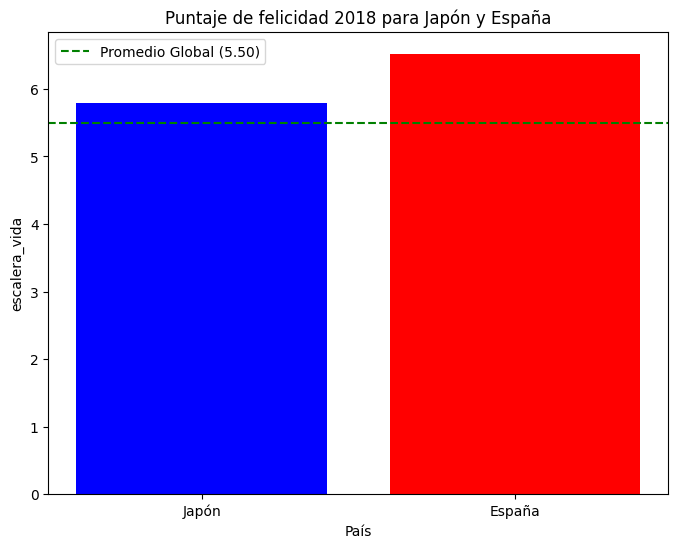 Puntaje de felicidad 2018 para Japón y España
Promedio Global (5.50)
escalera_vida
6
5
4
3
2
1
0
Japón
España
País